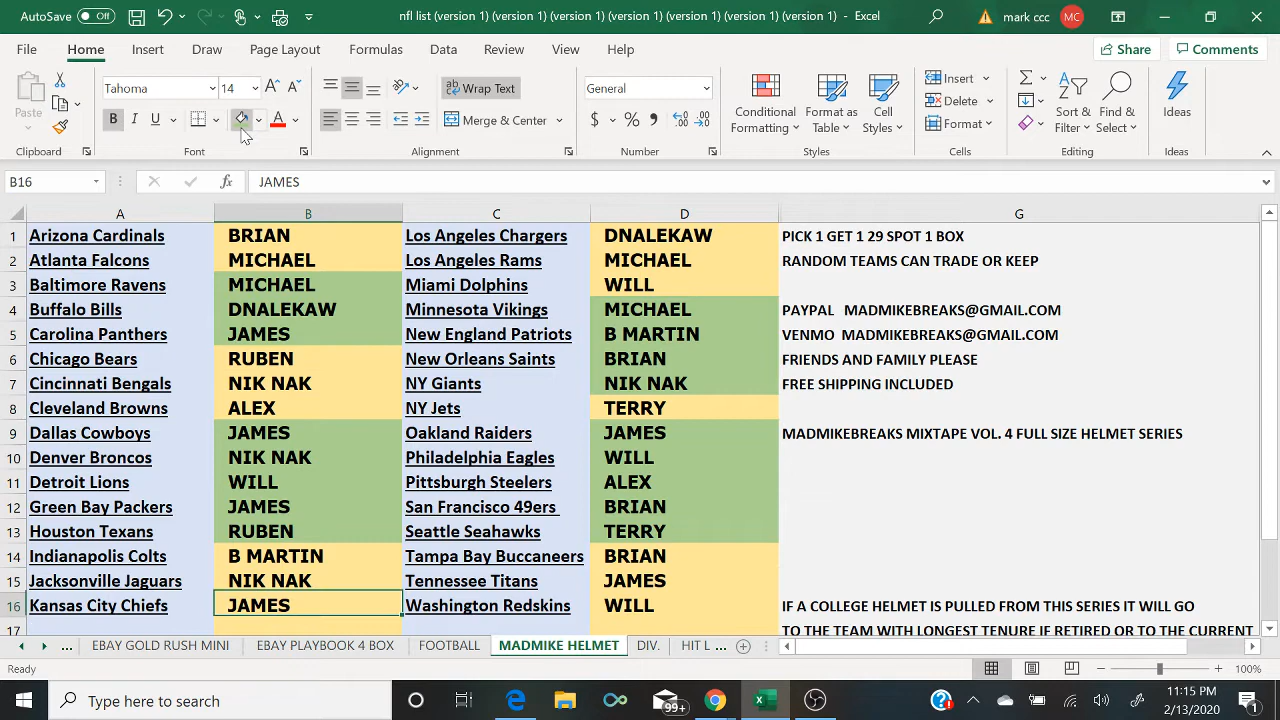 AutoSave Off nfl list (version 1) (version 1) (version 1) (version 1) (version 1) (version 1) (version 1) - Excel mark ccc MC
File Home Insert Draw Page Layout Formulas Data Review View Help Share Comments
Paste Tahoma 14 Wrap Text General Conditional Formatting Format as Table Cell Styles Insert Delete Format Sort & Filter Find & Select Ideas
B I U A Merge & Center $ % ,
Clipboard Font Alignment Number Styles Cells Editing Ideas
B16 fx JAMES
A B C D G
1 Arizona Cardinals BRIAN Los Angeles Chargers DNALEKAW PICK 1 GET 1 29 SPOT 1 BOX
2 Atlanta Falcons MICHAEL Los Angeles Rams MICHAEL RANDOM TEAMS CAN TRADE OR KEEP
3 Baltimore Ravens MICHAEL Miami Dolphins WILL
4 Buffalo Bills DNALEKAW Minnesota Vikings MICHAEL PAYPAL MADMIKEBREAKS@GMAIL.COM
5 Carolina Panthers JAMES New England Patriots B MARTIN VENMO MADMIKEBREAKS@GMAIL.COM
6 Chicago Bears RUBEN New Orleans Saints BRIAN FRIENDS AND FAMILY PLEASE
7 Cincinnati Bengals NIK NAK NY Giants NIK NAK FREE SHIPPING INCLUDED
8 Cleveland Browns ALEX NY Jets TERRY
9 Dallas Cowboys JAMES Oakland Raiders JAMES MADMIKEBREAKS MIXTAPE VOL. 4 FULL SIZE HELMET SERIES
10 Denver Broncos NIK NAK Philadelphia Eagles WILL
11 Detroit Lions WILL Pittsburgh Steelers ALEX
12 Green Bay Packers JAMES San Francisco 49ers BRIAN
13 Houston Texans RUBEN Seattle Seahawks TERRY
14 Indianapolis Colts B MARTIN Tampa Bay Buccaneers BRIAN
15 Jacksonville Jaguars NIK NAK Tennessee Titans JAMES
16 Kansas City Chiefs JAMES Washington Redskins WILL IF A COLLEGE HELMET IS PULLED FROM THIS SERIES IT WILL GO
17 TO THE TEAM WITH LONGEST TENURE IF RETIRED OR TO THE CURRENT
... EBAY GOLD RUSH MINI EBAY PLAYBOOK 4 BOX FOOTBALL MADMIKE HELMET DIV. HIT L ...
Ready 100%
Type here to search 99+ 11:15 PM
2/13/2020 1